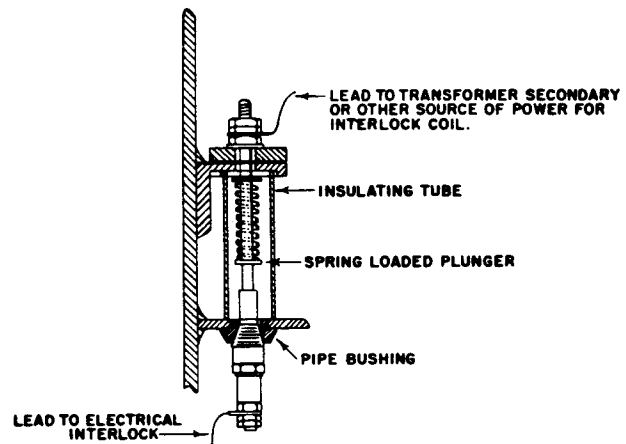 LEAD TO TRANSFORMER SECONDARY
OR OTHER SOURCE OF POWER FOR
INTERLOCK COIL.
INSULATING TUBE
SPRING LOADED PLUNGER
PIPE BUSHING
LEAD TO ELECTRICAL
INTERLOCK